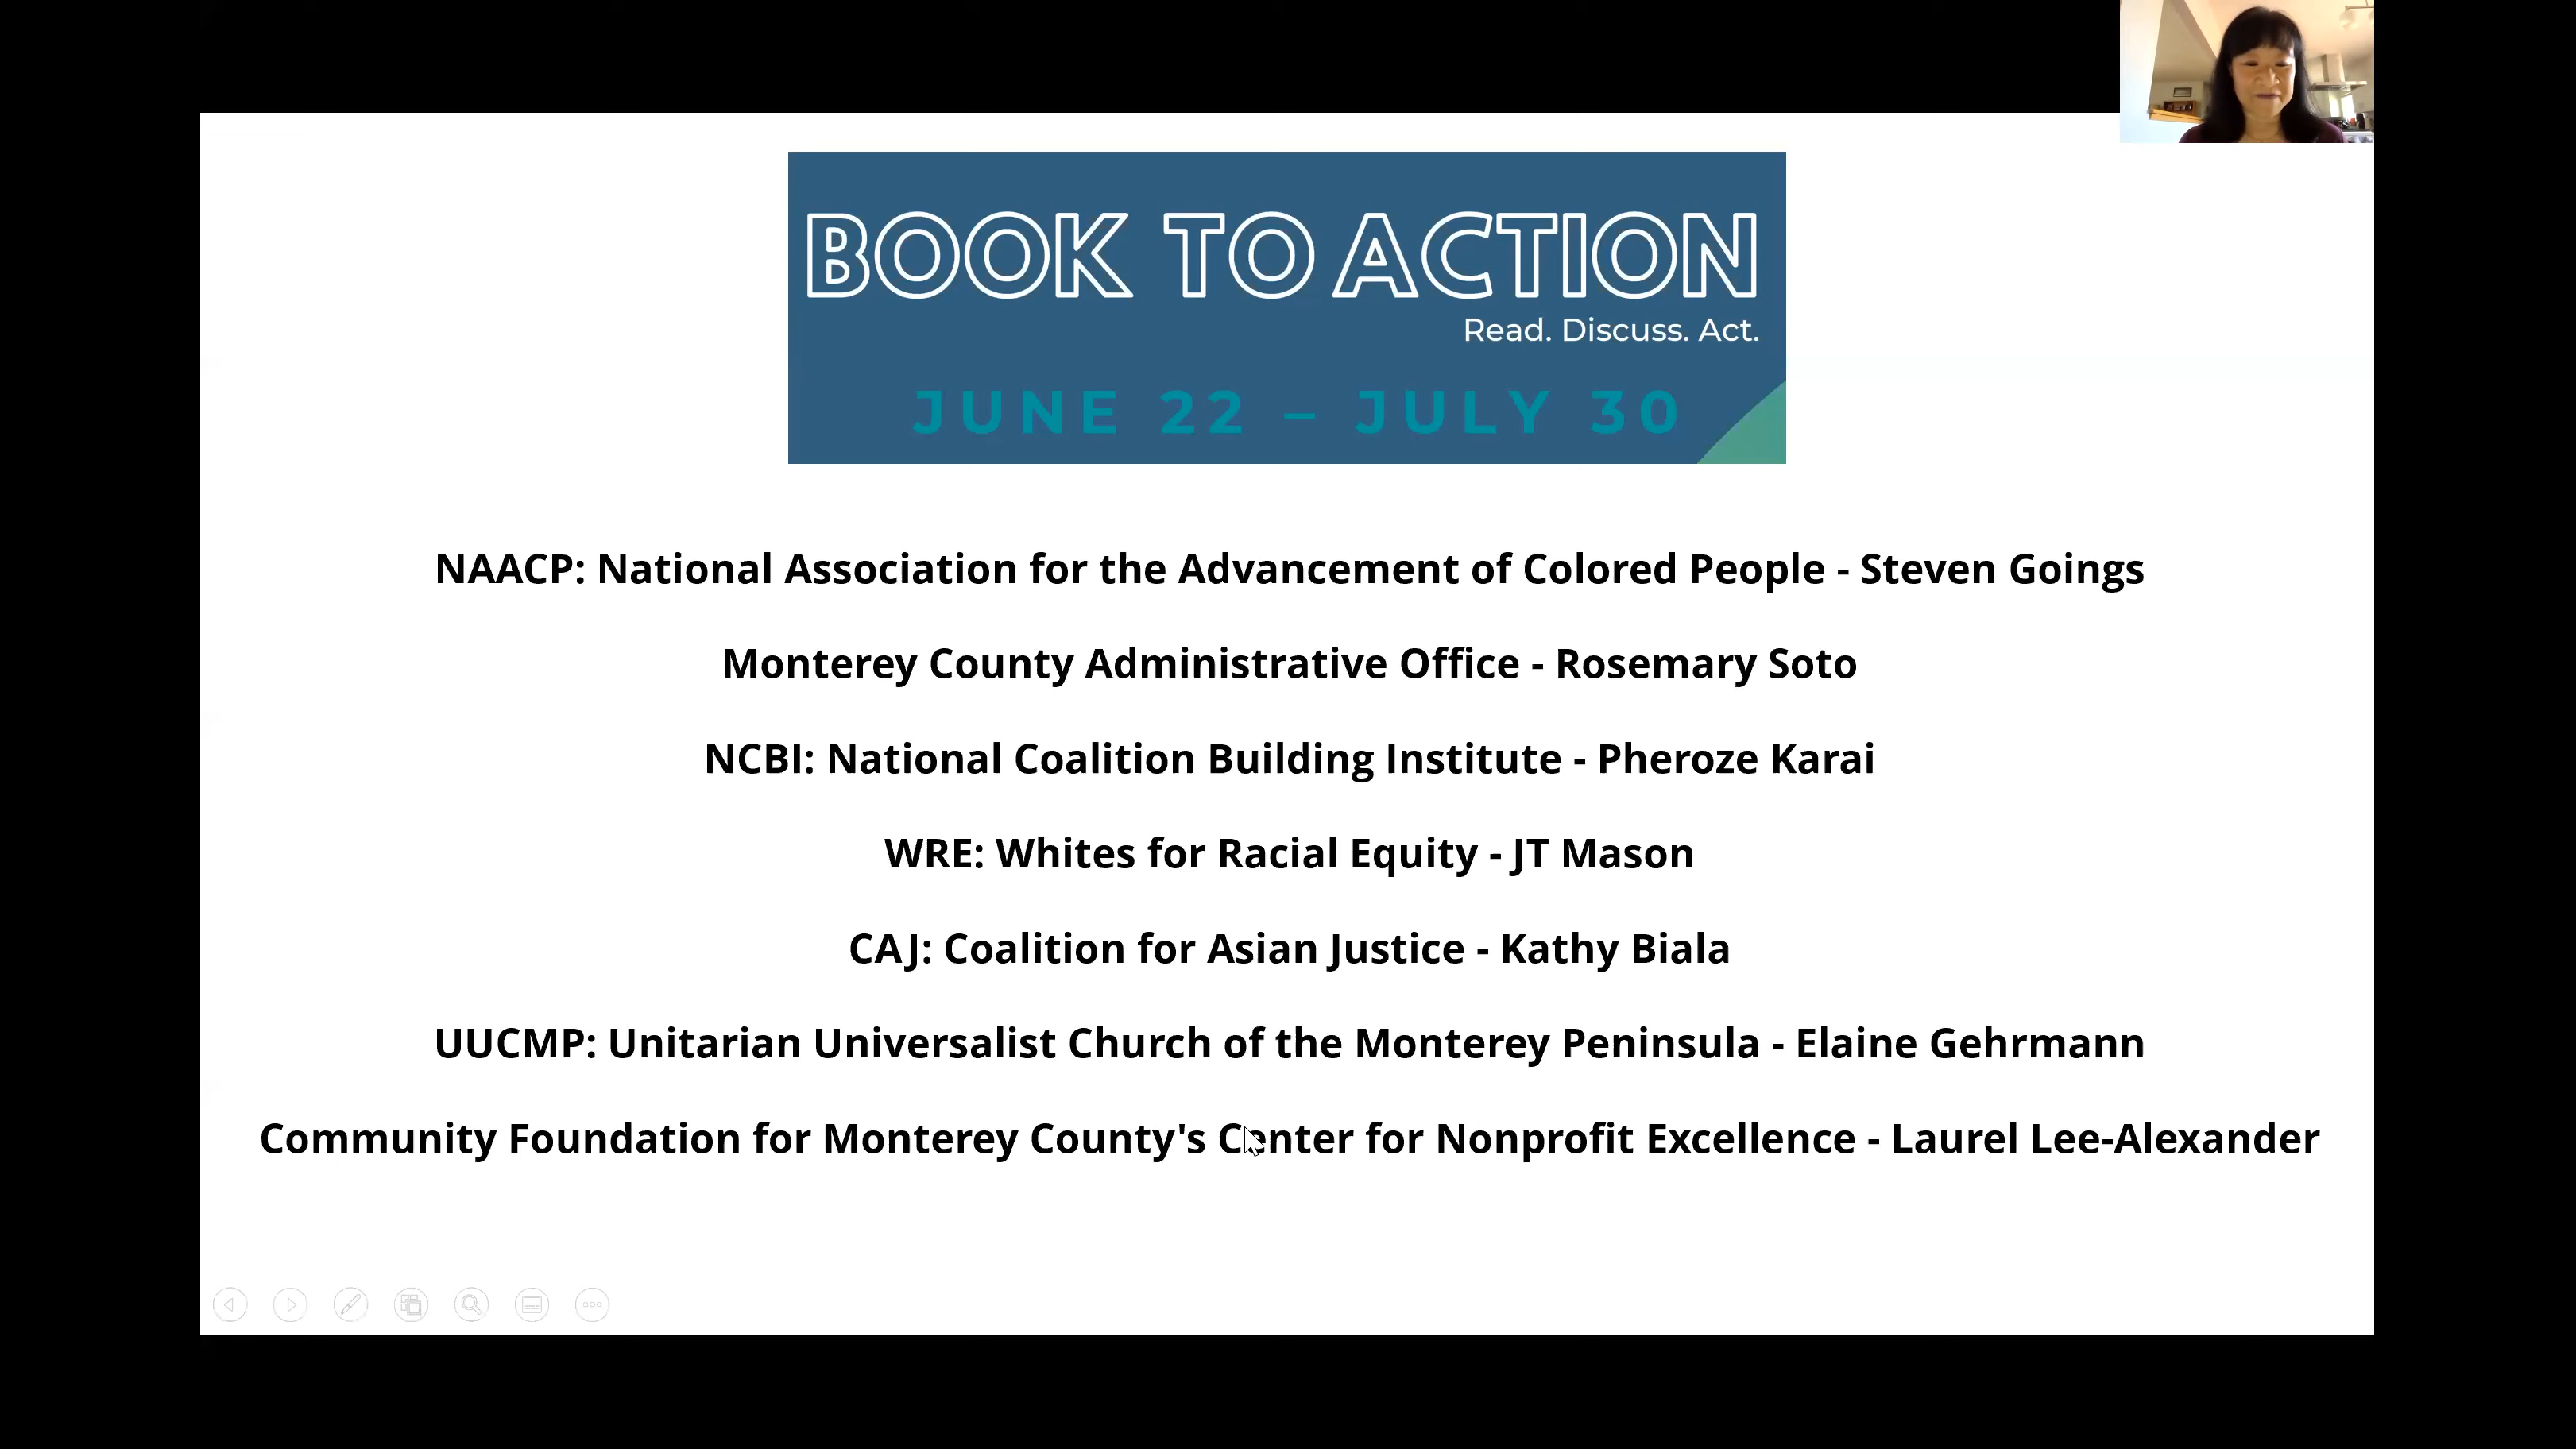 BOOK TO ACTION
Read. Discuss. Act.
JUNE 22 – JULY 30
NAACP: National Association for the Advancement of Colored People - Steven Goings
Monterey County Administrative Office - Rosemary Soto
NCBI: National Coalition Building Institute - Pheroze Karai
WRE: Whites for Racial Equity - JT Mason
CAJ: Coalition for Asian Justice - Kathy Biala
UUCMP: Unitarian Universalist Church of the Monterey Peninsula - Elaine Gehrmann
Community Foundation for Monterey County's Center for Nonprofit Excellence - Laurel Lee-Alexander